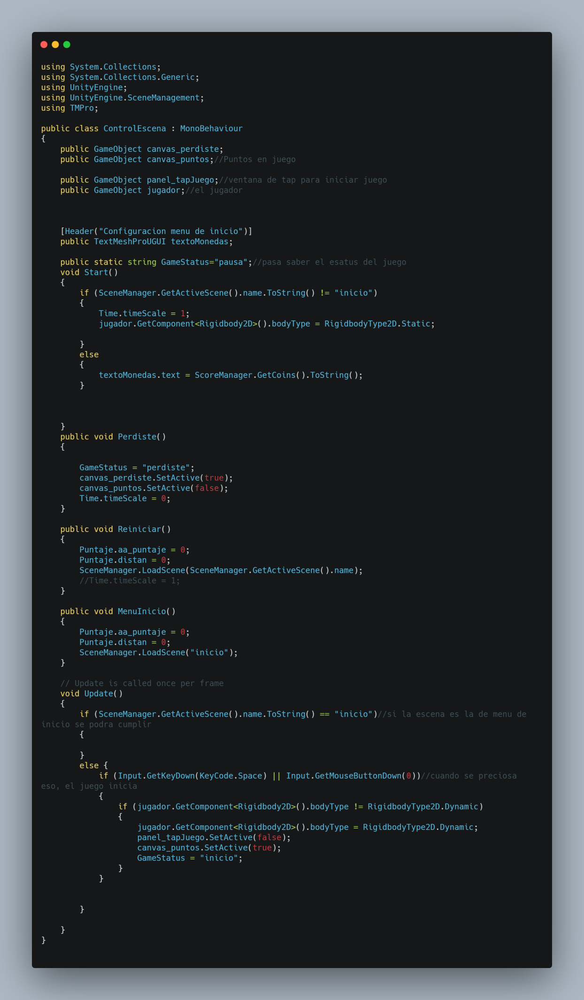 using System.Collections;
using System.Collections.Generic;
using UnityEngine;
using UnityEngine.SceneManagement;
using TMPro;

public class ControlEscena : MonoBehaviour
{
    public GameObject canvas_perdiste;
    public GameObject canvas_puntos;//Puntos en juego

    public GameObject panel_tapJuego;//ventana de tap para iniciar juego
    public GameObject jugador;//el jugador

    [Header("Configuracion menu de inicio")]
    public TextMeshProUGUI textoMonedas;

    public static string GameStatus="pausa";//pasa saber el esatus del juego
    void Start()
    {
        if (SceneManager.GetActiveScene().name.ToString() != "inicio")
        {
            Time.timeScale = 1;
            jugador.GetComponent<Rigidbody2D>().bodyType = RigidbodyType2D.Static;

        }
        else
        {
            textoMonedas.text = ScoreManager.GetCoins().ToString();
        }

    }
    public void Perdiste()
    {

        GameStatus = "perdiste";
        canvas_perdiste.SetActive(true);
        canvas_puntos.SetActive(false);
        Time.timeScale = 0;
    }

    public void Reiniciar()
    {
        Puntaje.aa_puntaje = 0;
        Puntaje.distan = 0;
        SceneManager.LoadScene(SceneManager.GetActiveScene().name);
        //Time.timeScale = 1;
    }

    public void MenuInicio()
    {
        Puntaje.aa_puntaje = 0;
        Puntaje.distan = 0;
        SceneManager.LoadScene("inicio");
    }

    // Update is called once per frame
    void Update()
    {
        if (SceneManager.GetActiveScene().name.ToString() == "inicio")//si la escena es la de menu de
inicio se podra cumplir
        {

        }
        else {
            if (Input.GetKeyDown(KeyCode.Space) || Input.GetMouseButtonDown(0))//cuando se preciosa
eso, el juego inicia
            {
                if (jugador.GetComponent<Rigidbody2D>().bodyType != RigidbodyType2D.Dynamic)
                {
                    jugador.GetComponent<Rigidbody2D>().bodyType = RigidbodyType2D.Dynamic;
                    panel_tapJuego.SetActive(false);
                    canvas_puntos.SetActive(true);
                    GameStatus = "inicio";
                }
            }

        }

    }
}